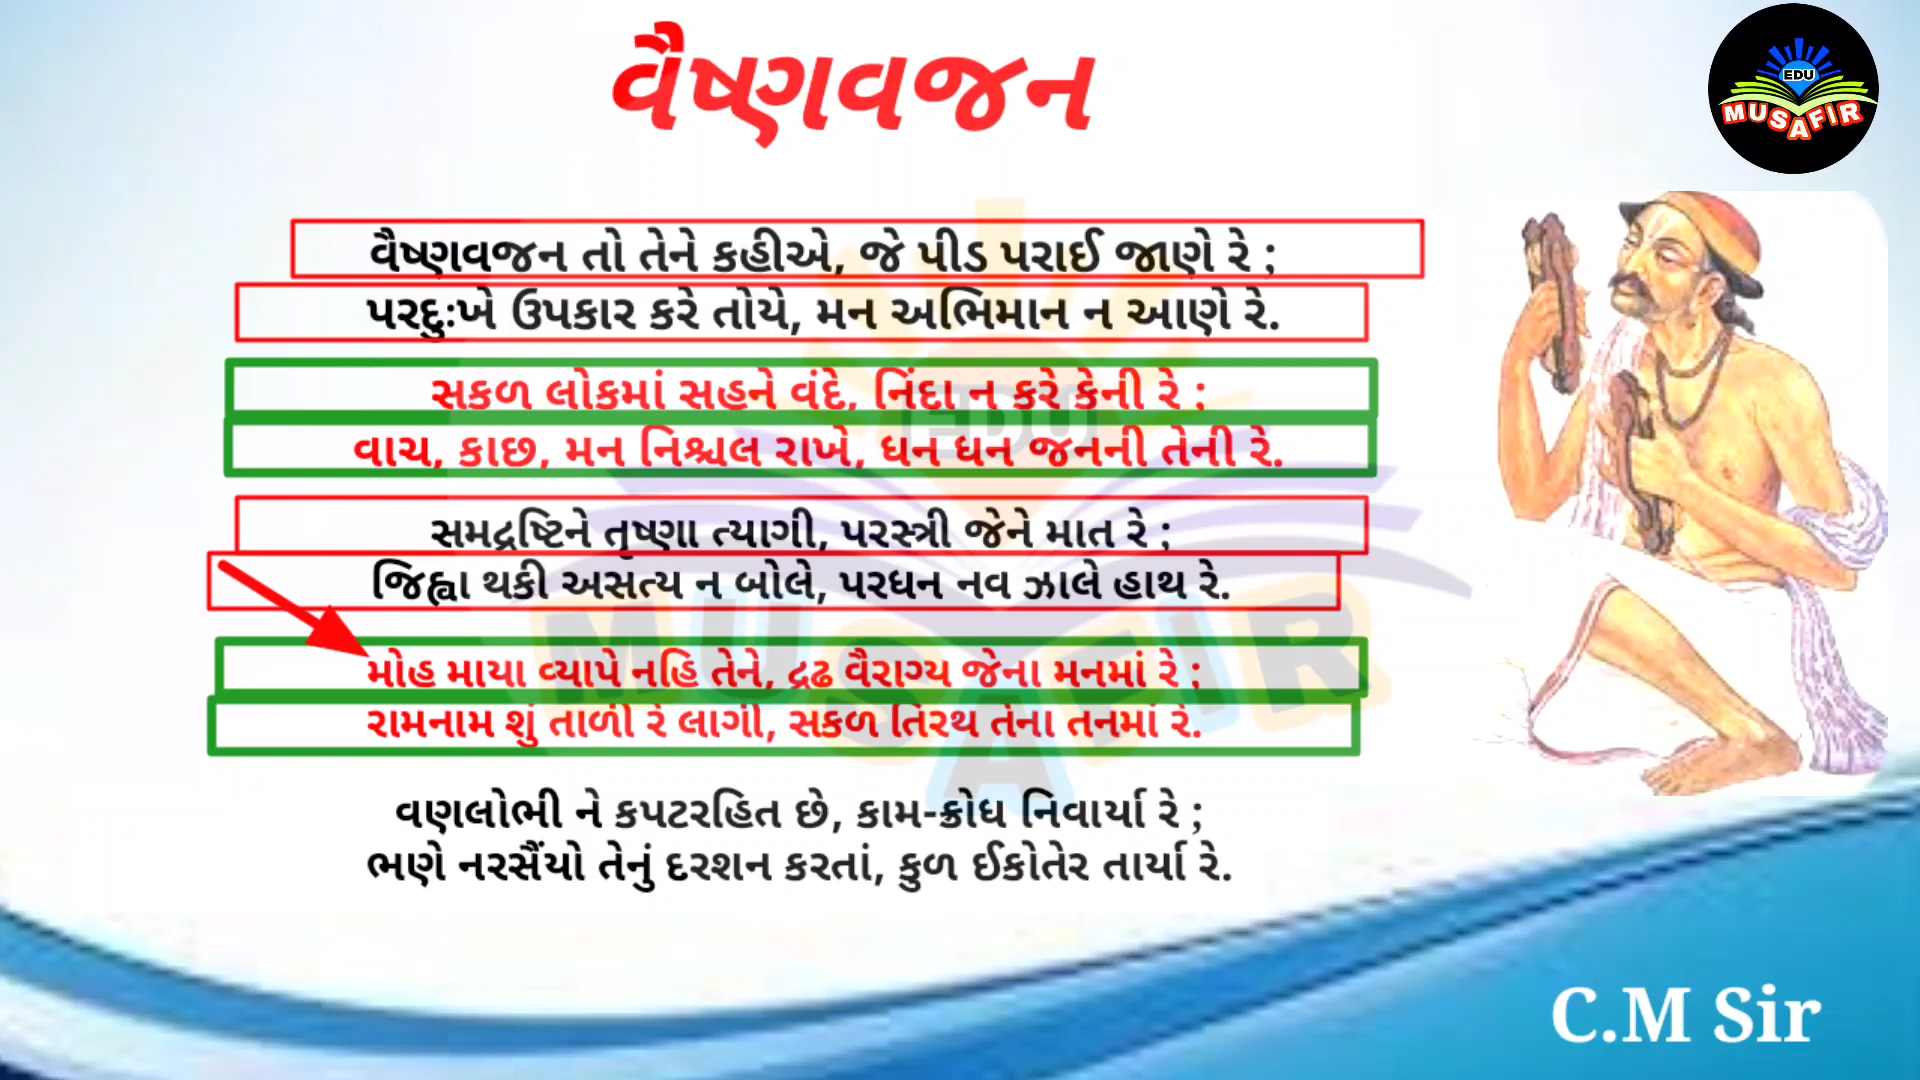 વૈષ્ણવજન
EDU
MUSAFIR
વૈષ્ણવજન તો તેને કહીએ, જે પીડ પરાઈ જાણે રે ;
પરદુઃખે ઉપકાર કરે તોયે, મન અભિમાન ન આણે રે.
સકળ લોકમાં સહુને વંદે, નિંદા ન કરે કેની રે ;
વાચ, કાછ, મન નિશ્ચલ રાખે, ધન ધન જનની તેની રે.
સમદ્રષ્ટિને તૃષ્ણા ત્યાગી, પરસ્ત્રી જેને માત રે ;
જિહ્વા થકી અસત્ય ન બોલે, પરધન નવ ઝાલે હાથ રે.
મોહ માયા વ્યાપે નહિ તેને, દ્રઢ વૈરાગ્ય જેના મનમાં રે ;
રામનામ શું તાળી રે લાગી, સકળ તિરથ તેના તનમાં રે.
વણલોભી ને કપટરહિત છે, કામ-ક્રોધ નિવાર્યા રે ;
ભણે નરસૈંયો તેનું દરશન કરતાં, કુળ ઈકોતેર તાર્યા રે.
EDU
MUSAFIR
C.M Sir